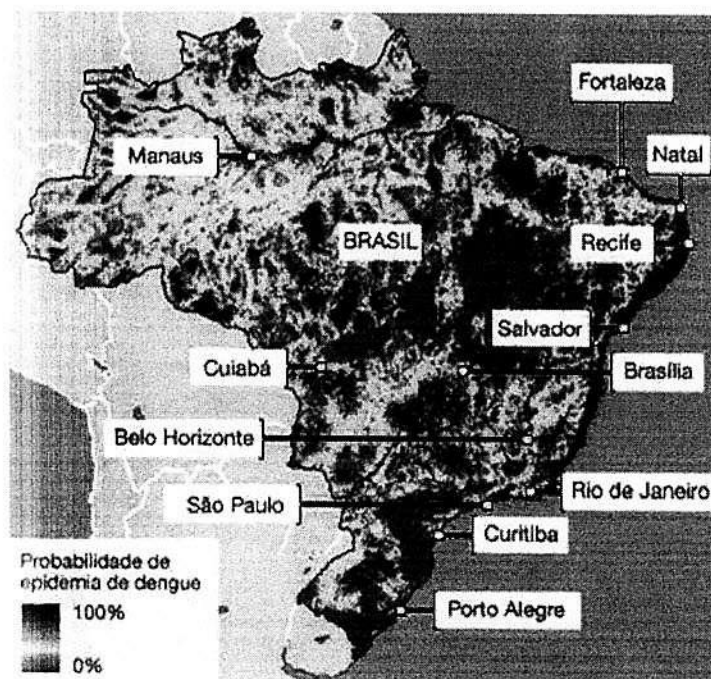 Fortaleza
Manaus
Natal
BRASIL
Recife
Salvador
Cuiabá
Brasília
Belo Horizonte
São Paulo
Rio de Janeiro
Curitiba
Probabilidade de
epidemia de dengue
100%
Porto Alegre
0%